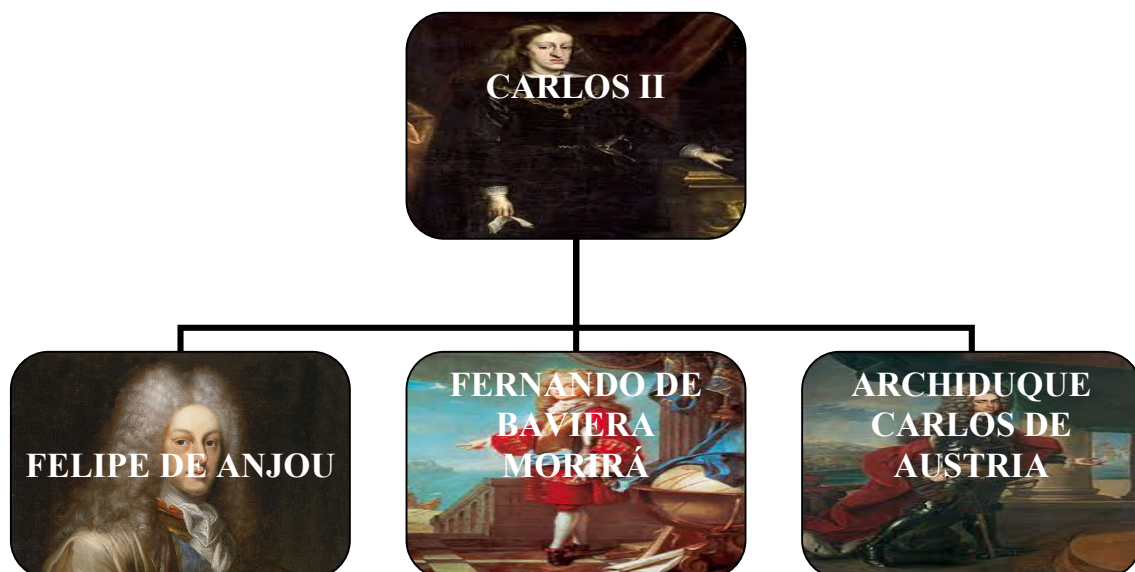 CARLOS II
FELIPE DE ANJOU
FERNANDO DE
BAVIERA
MORIRÁ
ARCHIDUQUE
CARLOS DE
AUSTRIA